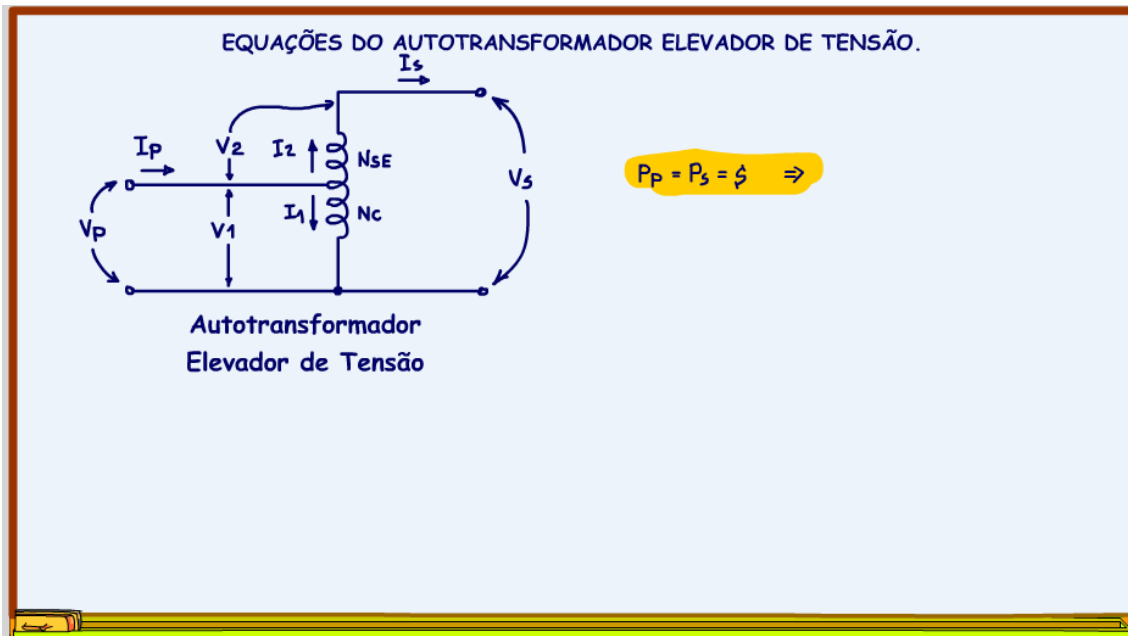 EQUAÇÕES DO AUTOTRANSFORMADOR ELEVADOR DE TENSÃO.
Is
IP V2 I2 NSE
PP = PS = Ṩ ⇒
VS
VP V1 I1 NC
Autotransformador
Elevador de Tensão